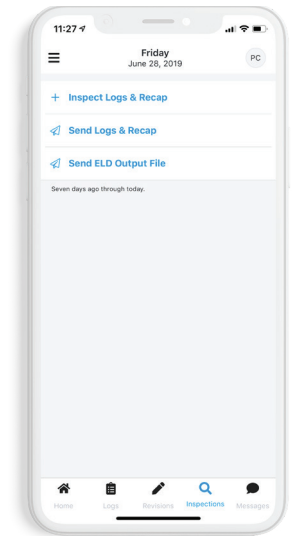 11:27
Friday
June 28, 2019
PC
+ Inspect Logs & Recap
Send Logs & Recap
Send ELD Output File
Seven days ago through today.
Home Logs Revisions Inspections Messages